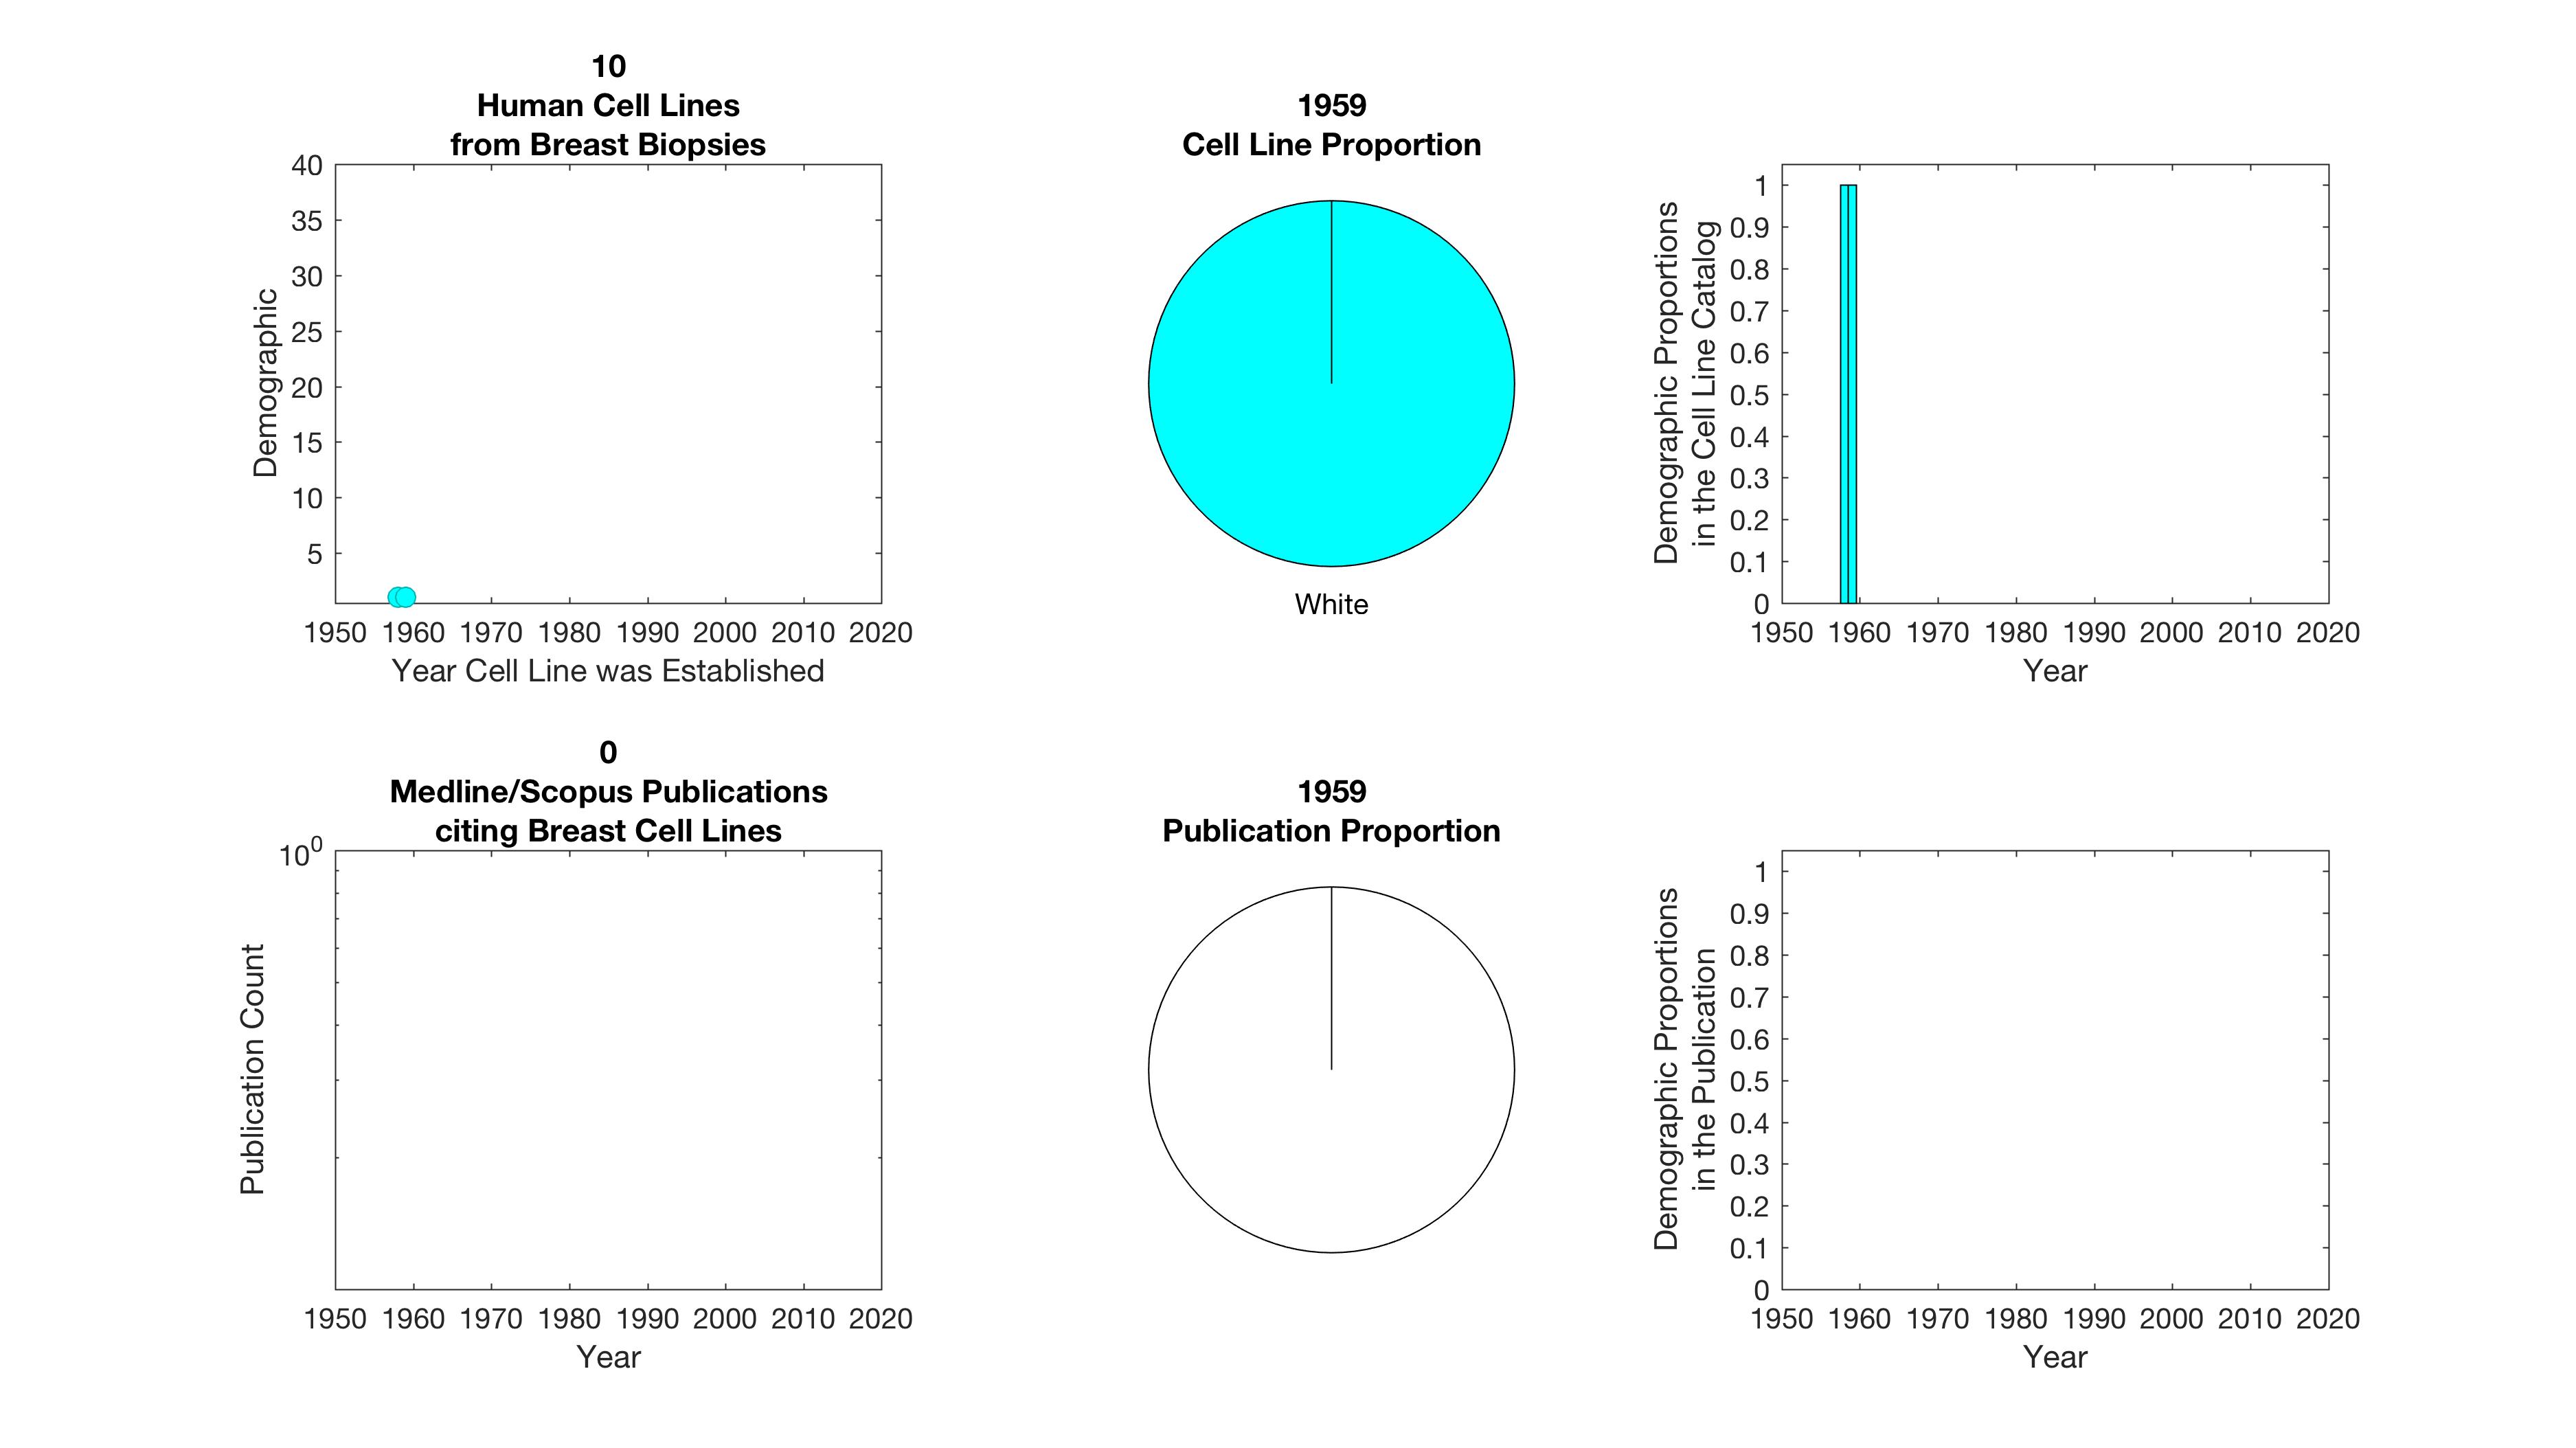 10
Human Cell Lines
from Breast Biopsies
40
35
30
25
20
15
10
5
Demographic
1950 1960 1970 1980 1990 2000 2010 2020
Year Cell Line was Established
1959
Cell Line Proportion
White
Demographic Proportions
in the Cell Line Catalog
1
0.9
0.8
0.7
0.6
0.5
0.4
0.3
0.2
0.1
0
1950 1960 1970 1980 1990 2000 2010 2020
Year
0
Medline/Scopus Publications
citing Breast Cell Lines
10⁰
Publication Count
1950 1960 1970 1980 1990 2000 2010 2020
Year
1959
Publication Proportion
Demographic Proportions
in the Publication
1
0.9
0.8
0.7
0.6
0.5
0.4
0.3
0.2
0.1
0
1950 1960 1970 1980 1990 2000 2010 2020
Year